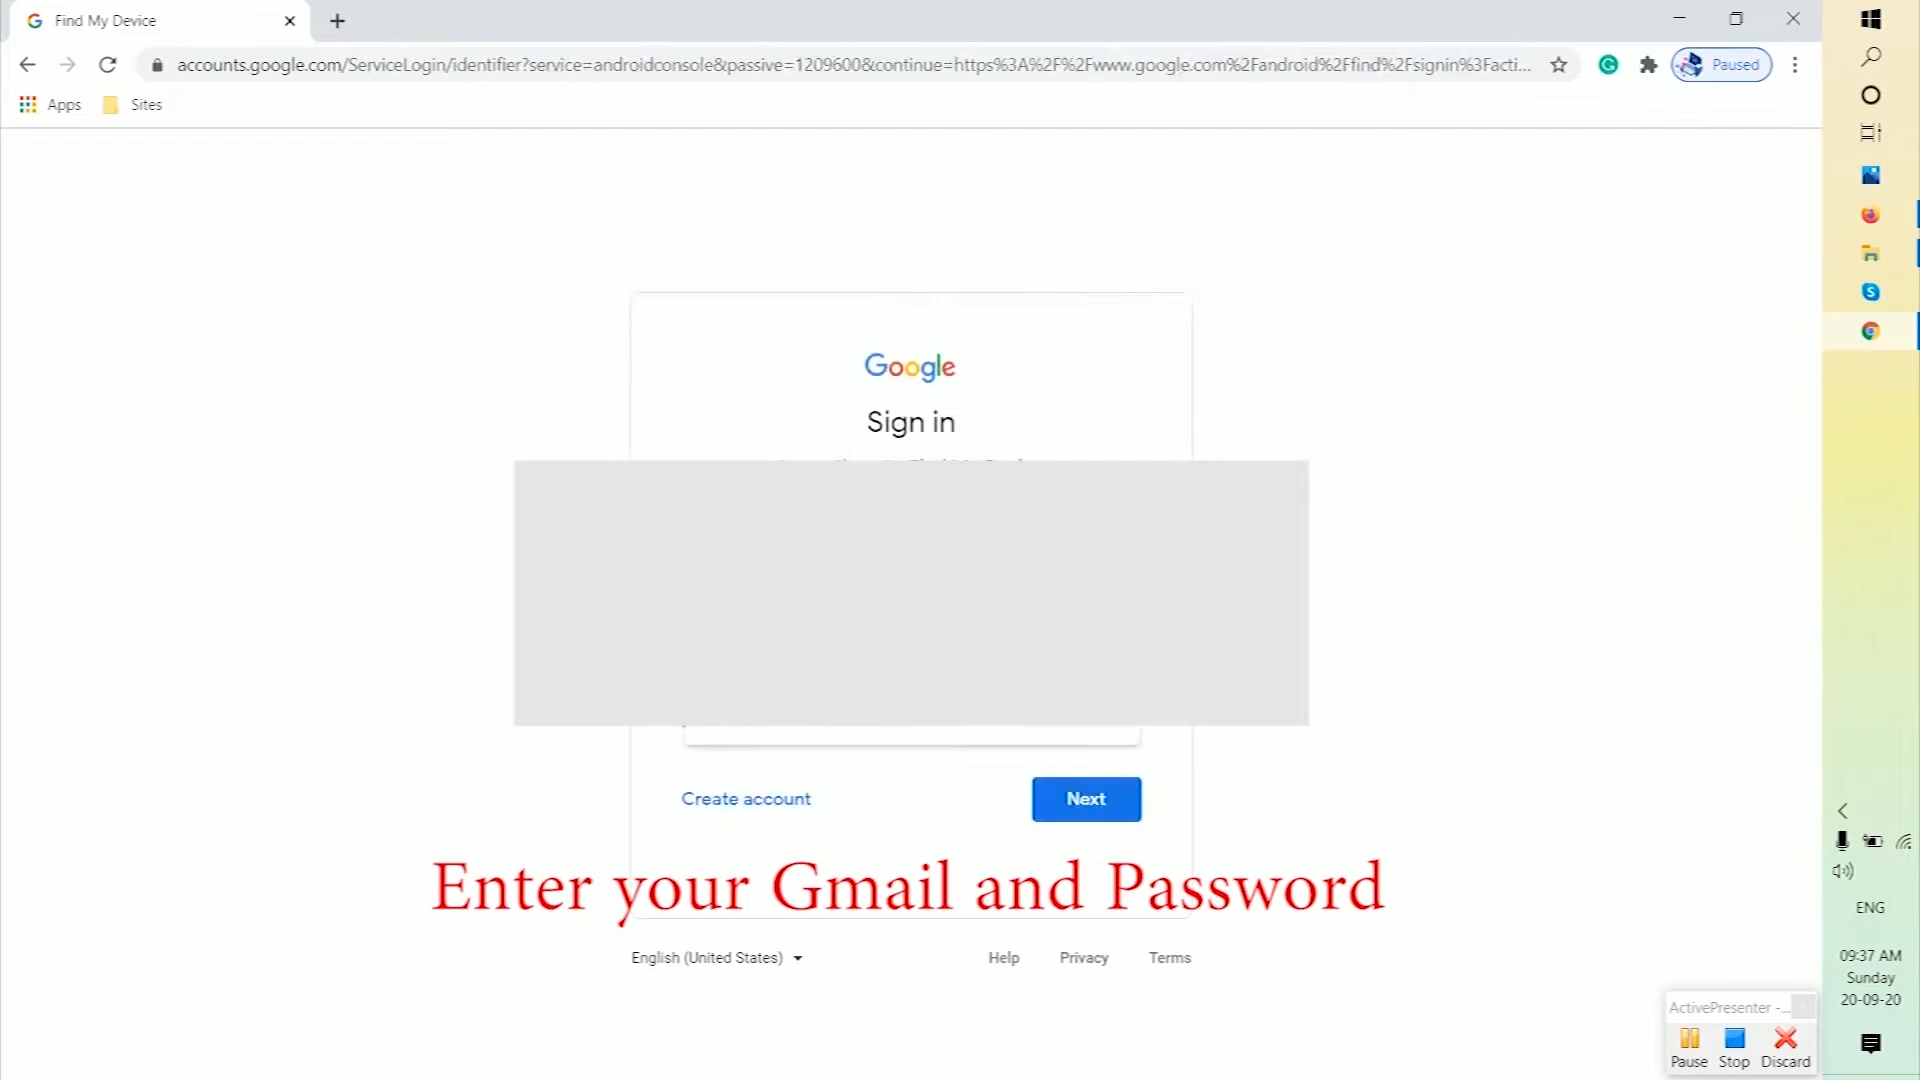 Find My Device
accounts.google.com/ServiceLogin/identifier?service=androidconsole&passive=1209600&continue=https%3A%2F%2Fwww.google.com%2Fandroid%2Ffind%2Fsignin%3Facti...
Paused
Apps
Sites
Google
Sign in
Create account
Next
Enter your Gmail and Password
English (United States)
Help
Privacy
Terms
ENG
09:37 AM
Sunday
20-09-20
ActivePresenter -...
Pause
Stop
Discard